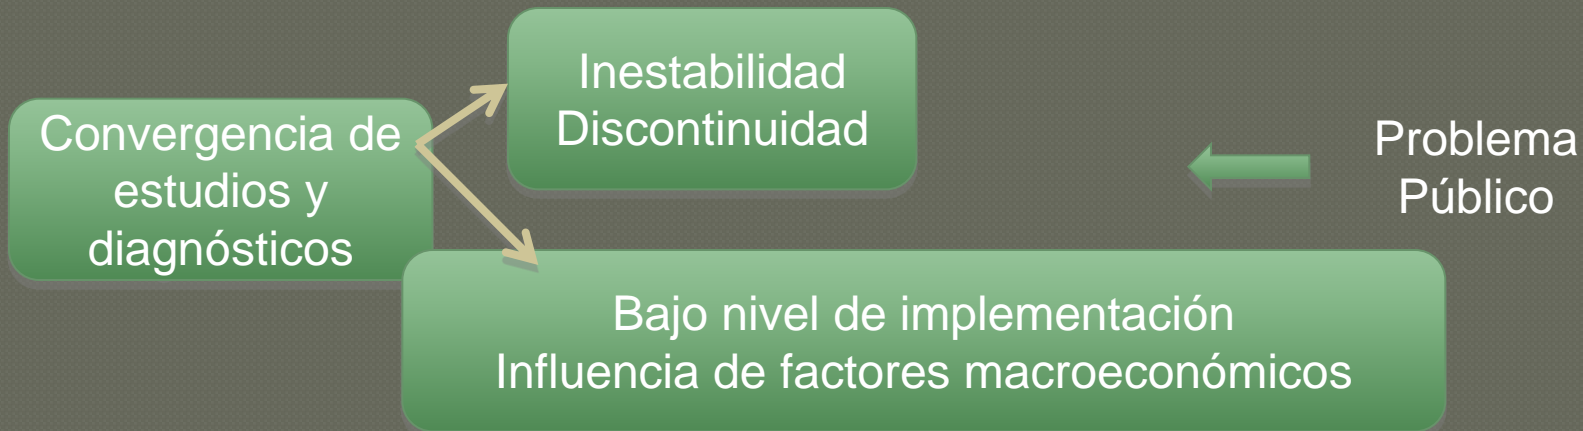 Convergencia de
estudios y
diagnósticos
Inestabilidad
Discontinuidad
Bajo nivel de implementación
Influencia de factores macroeconómicos
Problema
Público